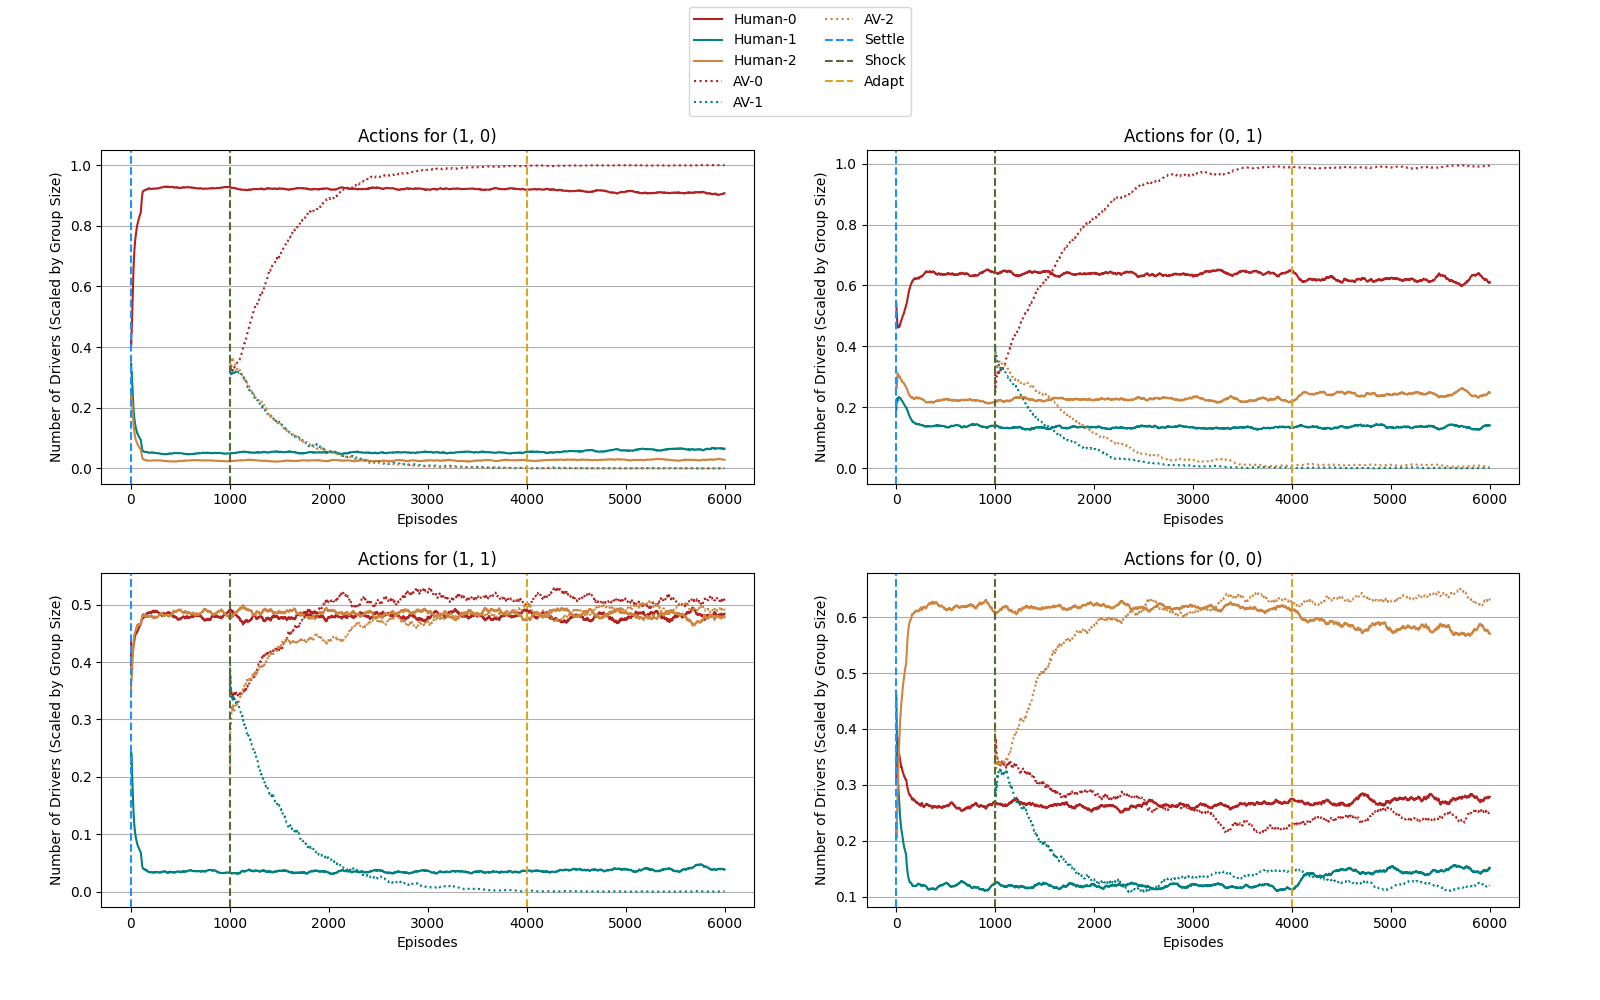 Human-0
Human-1
Human-2
AV-0
AV-1
AV-2
Settle
Shock
Adapt
Actions for (1, 0)
Number of Drivers (Scaled by Group Size)
1.0
0.8
0.6
0.4
0.2
0.0
0 1000 2000 3000 4000 5000 6000
Episodes
Actions for (0, 1)
Number of Drivers (Scaled by Group Size)
1.0
0.8
0.6
0.4
0.2
0.0
0 1000 2000 3000 4000 5000 6000
Episodes
Actions for (1, 1)
Number of Drivers (Scaled by Group Size)
0.5
0.4
0.3
0.2
0.1
0.0
0 1000 2000 3000 4000 5000 6000
Episodes
Actions for (0, 0)
Number of Drivers (Scaled by Group Size)
0.6
0.5
0.4
0.3
0.2
0.1
0 1000 2000 3000 4000 5000 6000
Episodes